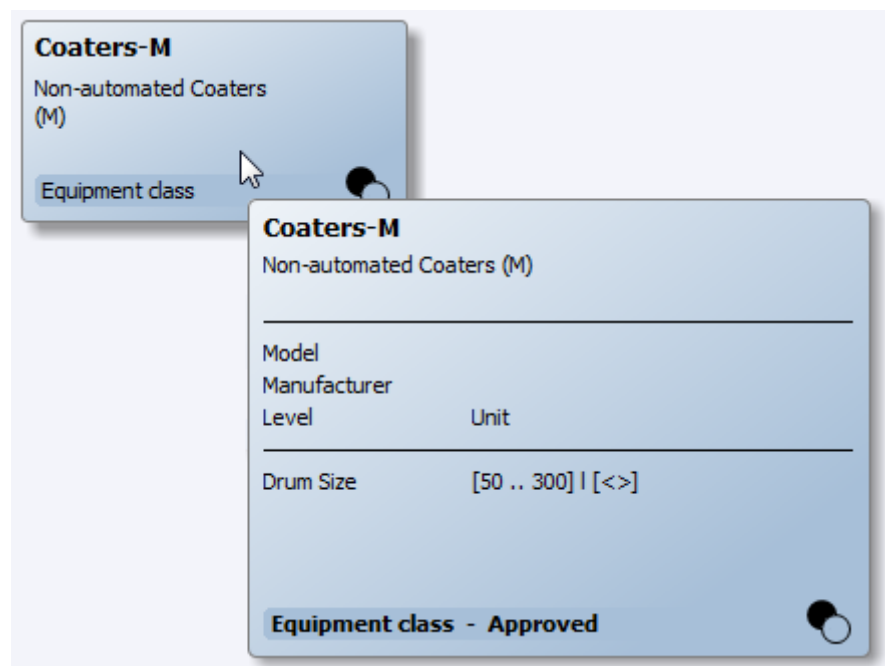 Coaters-M
Non-automated Coaters
(M)
Equipment class
Coaters-M
Non-automated Coaters (M)
Model
Manufacturer
Level Unit
Drum Size [50 .. 300] l [<>]
Equipment class - Approved